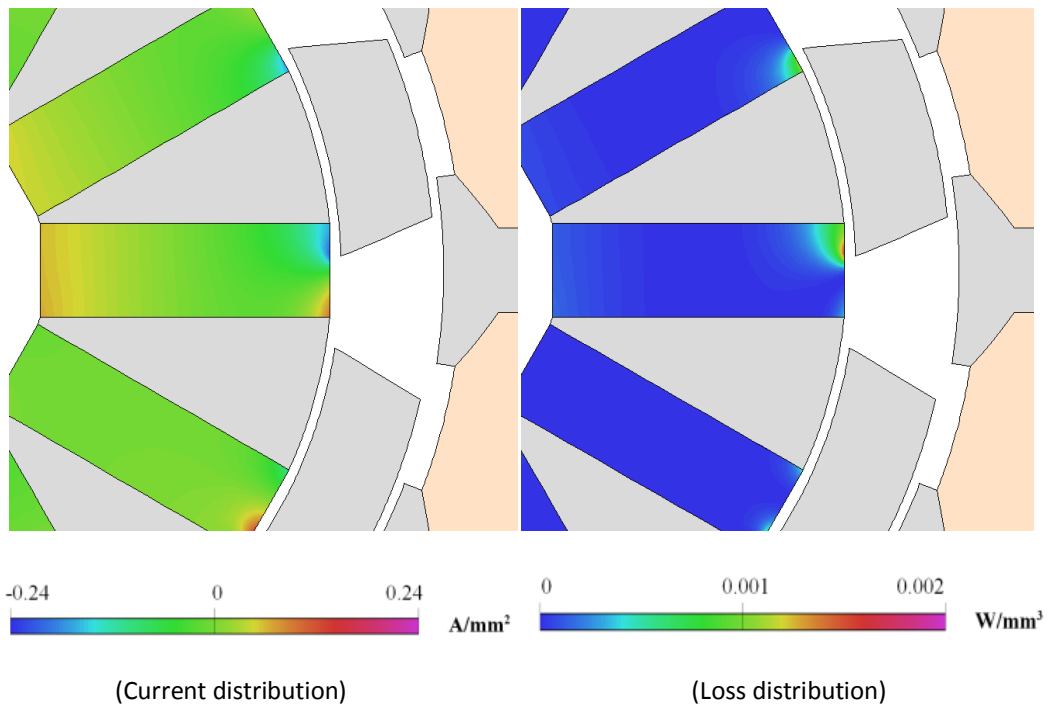 -0.24 0 0.24 A/mm²
0 0.001 0.002 W/mm³
(Current distribution)
(Loss distribution)